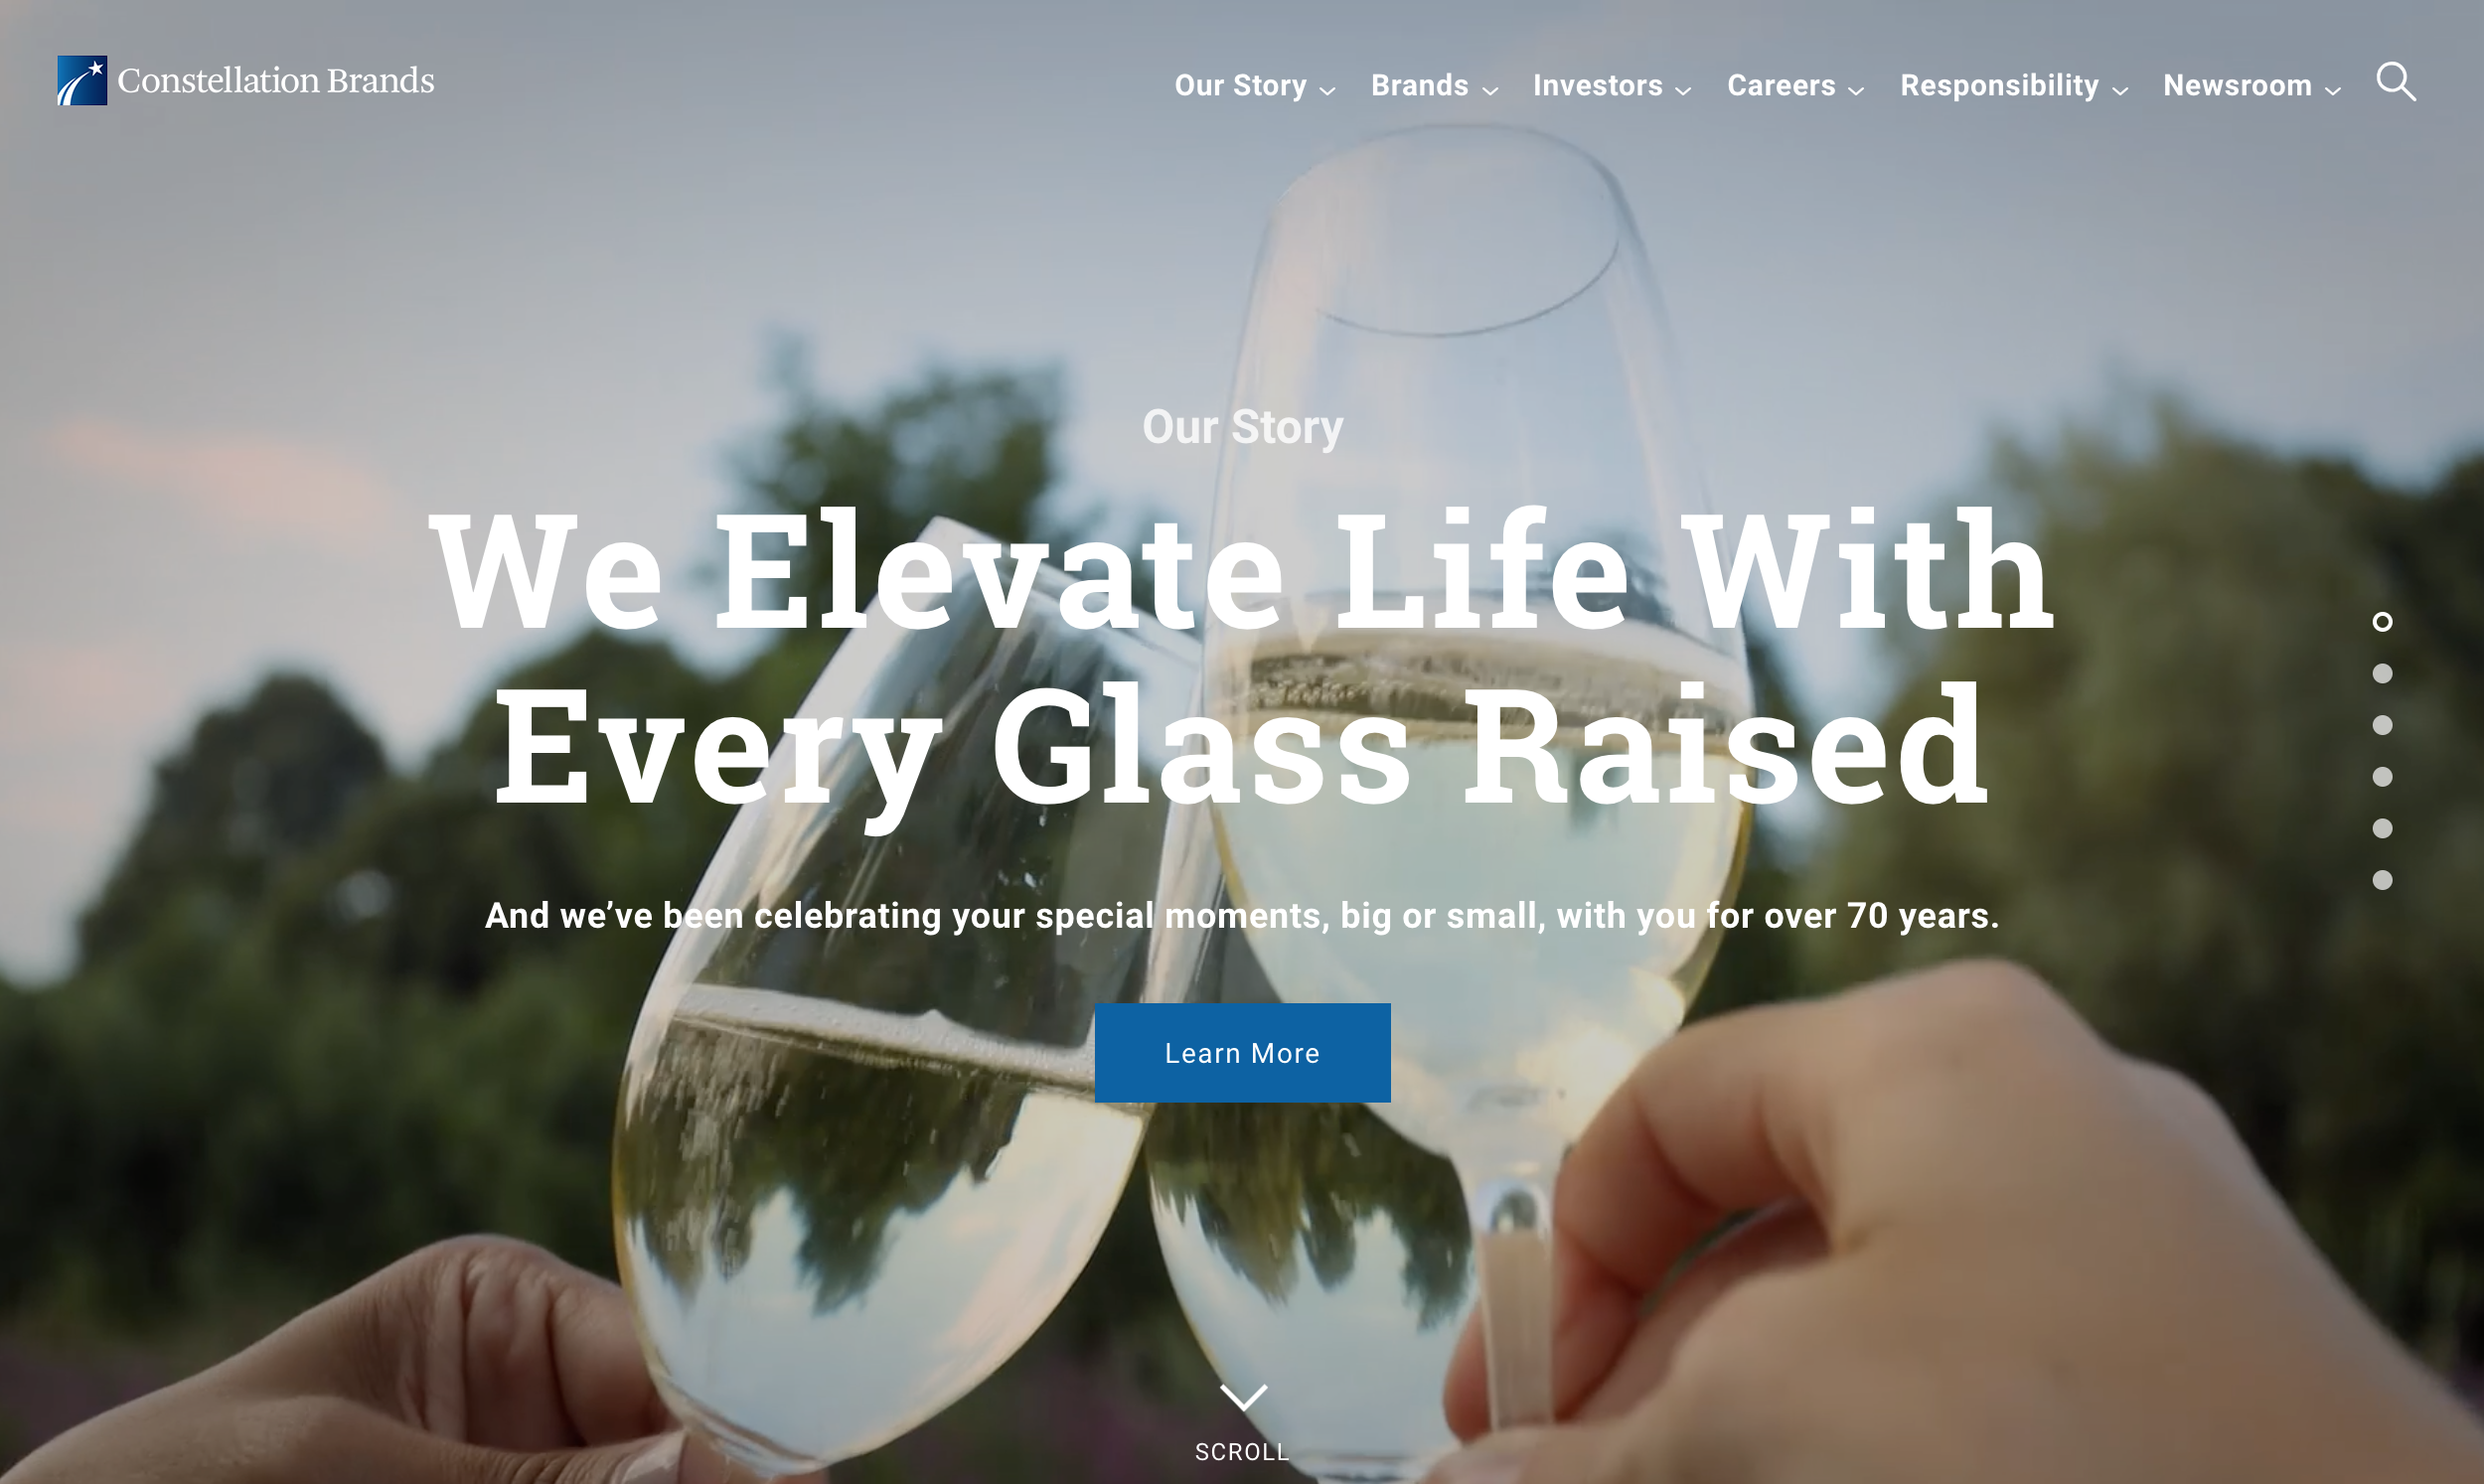 Constellation Brands
Our Story
Brands
Investors
Careers
Responsibility
Newsroom
Our Story
We Elevate Life With
Every Glass Raised
And we’ve been celebrating your special moments, big or small, with you for over 70 years.
Learn More
SCROLL